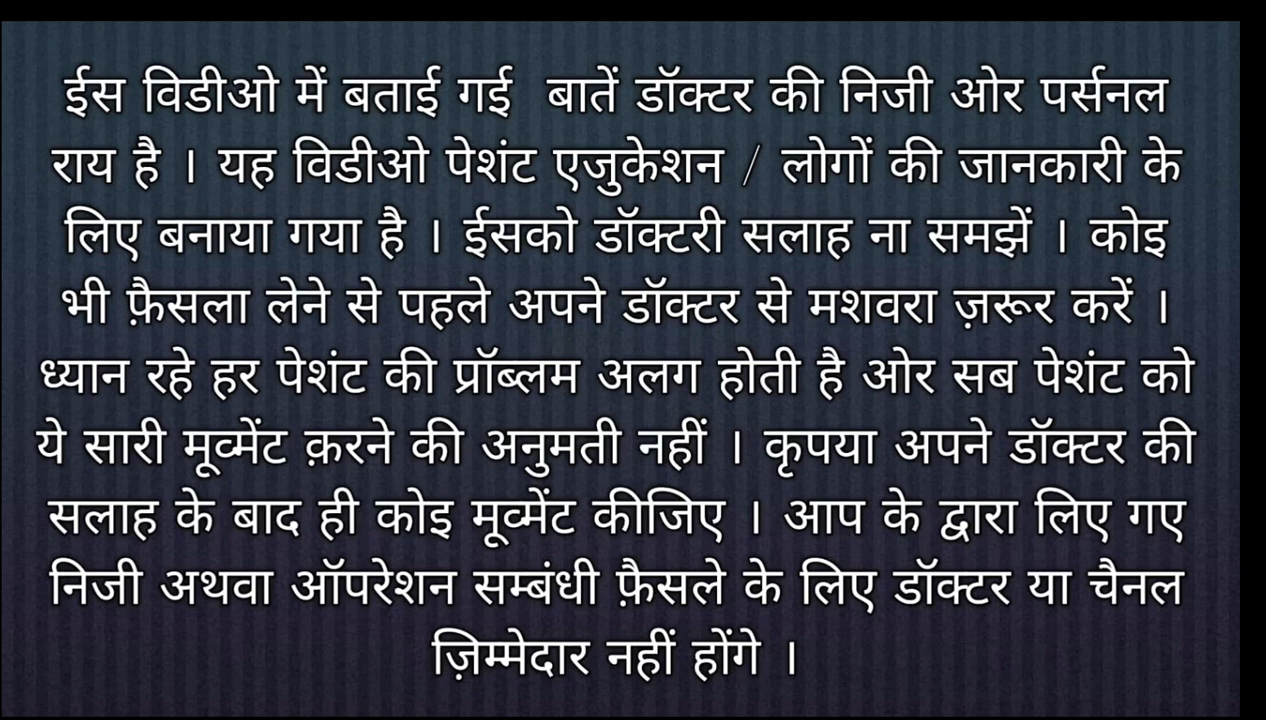 ईस विडीओ में बताई गई बातें डॉक्टर की निजी ओर पर्सनल
राय है । यह विडीओ पेशंट एजुकेशन / लोगों की जानकारी के
लिए बनाया गया है । ईसको डॉक्टरी सलाह ना समझें । कोइ
भी फ़ैसला लेने से पहले अपने डॉक्टर से मशवरा ज़रूर करें ।
ध्यान रहे हर पेशंट की प्रॉब्लम अलग होती है ओर सब पेशंट को
ये सारी मूव्मेंट क़रने की अनुमती नहीं । कृपया अपने डॉक्टर की
सलाह के बाद ही कोइ मूव्मेंट कीजिए । आप के द्वारा लिए गए
निजी अथवा ऑपरेशन सम्बंधी फ़ैसले के लिए डॉक्टर या चैनल
ज़िम्मेदार नहीं होंगे ।